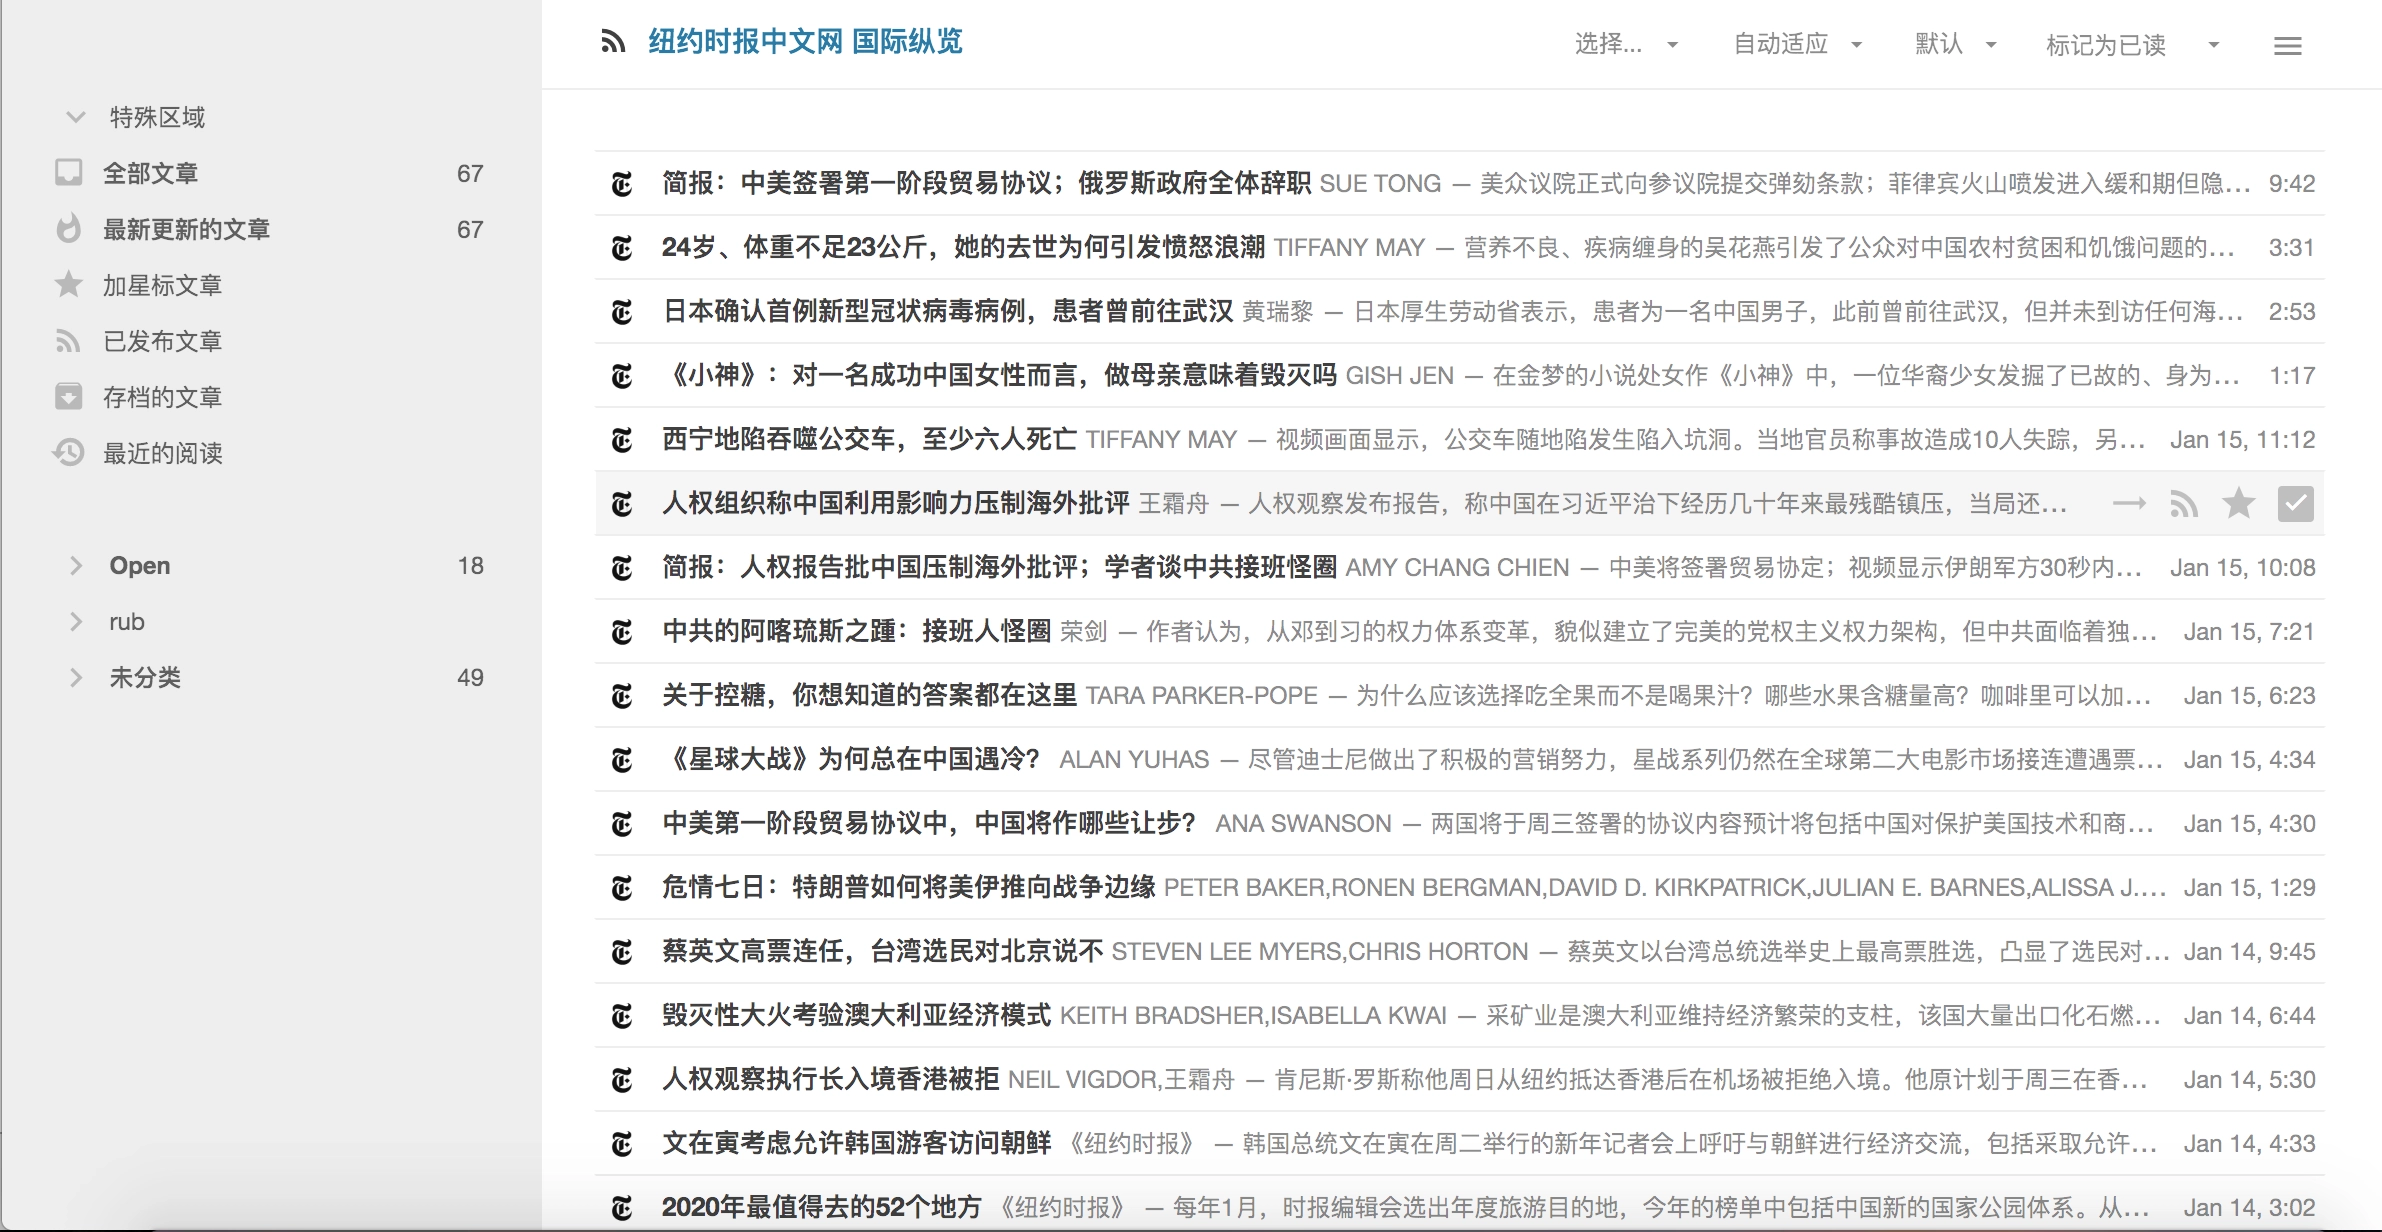 纽约时报中文网 国际纵览
选择... 自动适应 默认 标记为已读
特殊区域
全部文章 67
最新更新的文章 67
加星标文章
已发布文章
存档的文章
最近的阅读
Open 18
rub
未分类 49
简报：中美签署第一阶段贸易协议；俄罗斯政府全体辞职 SUE TONG — 美众议院正式向参议院提交弹劾条款；菲律宾火山喷发进入缓和期但隐… 9:42
24岁、体重不足23公斤，她的去世为何引发愤怒浪潮 TIFFANY MAY — 营养不良、疾病缠身的吴花燕引发了公众对中国农村贫困和饥饿问题的… 3:31
日本确认首例新型冠状病毒病例，患者曾前往武汉 黄瑞黎 — 日本厚生劳动省表示，患者为一名中国男子，此前曾前往武汉，但并未到访任何海… 2:53
《小神》：对一名成功中国女性而言，做母亲意味着毁灭吗 GISH JEN — 在金梦的小说处女作《小神》中，一位华裔少女发掘了已故的、身为… 1:17
西宁地陷吞噬公交车，至少六人死亡 TIFFANY MAY — 视频画面显示，公交车随地陷发生陷入坑洞。当地官员称事故造成10人失踪，另… Jan 15, 11:12
人权组织称中国利用影响力压制海外批评 王霜舟 — 人权观察发布报告，称中国在习近平治下经历几十年来最残酷镇压，当局还…
简报：人权报告批中国压制海外批评；学者谈中共接班怪圈 AMY CHANG CHIEN — 中美将签署贸易协定；视频显示伊朗军方30秒内… Jan 15, 10:08
中共的阿喀琉斯之踵：接班人怪圈 荣剑 — 作者认为，从邓到习的权力体系变革，貌似建立了完美的党权主义权力架构，但中共面临着独… Jan 15, 7:21
关于控糖，你想知道的答案都在这里 TARA PARKER-POPE — 为什么应该选择吃全果而不是喝果汁？哪些水果含糖量高？咖啡里可以加… Jan 15, 6:23
《星球大战》为何总在中国遇冷？ ALAN YUHAS — 尽管迪士尼做出了积极的营销努力，星战系列仍然在全球第二大电影市场接连遭遇票… Jan 15, 4:34
中美第一阶段贸易协议中，中国将作哪些让步？ ANA SWANSON — 两国将于周三签署的协议内容预计将包括中国对保护美国技术和商… Jan 15, 4:30
危情七日：特朗普如何将美伊推向战争边缘 PETER BAKER,RONEN BERGMAN,DAVID D. KIRKPATRICK,JULIAN E. BARNES,ALISSA J.… Jan 15, 1:29
蔡英文高票连任，台湾选民对北京说不 STEVEN LEE MYERS,CHRIS HORTON — 蔡英文以台湾总统选举史上最高票胜选，凸显了选民对… Jan 14, 9:45
毁灭性大火考验澳大利亚经济模式 KEITH BRADSHER,ISABELLA KWAI — 采矿业是澳大利亚维持经济繁荣的支柱，该国大量出口化石燃… Jan 14, 6:44
人权观察执行长入境香港被拒 NEIL VIGDOR,王霜舟 — 肯尼斯·罗斯称他周日从纽约抵达香港后在机场被拒绝入境。他原计划于周三在香… Jan 14, 5:30
文在寅考虑允许韩国游客访问朝鲜 《纽约时报》 — 韩国总统文在寅在周二举行的新年记者会上呼吁与朝鲜进行经济交流，包括采取允许… Jan 14, 4:33
2020年最值得去的52个地方 《纽约时报》 — 每年1月，时报编辑会选出年度旅游目的地，今年的榜单中包括中国新的国家公园体系。从… Jan 14, 3:02